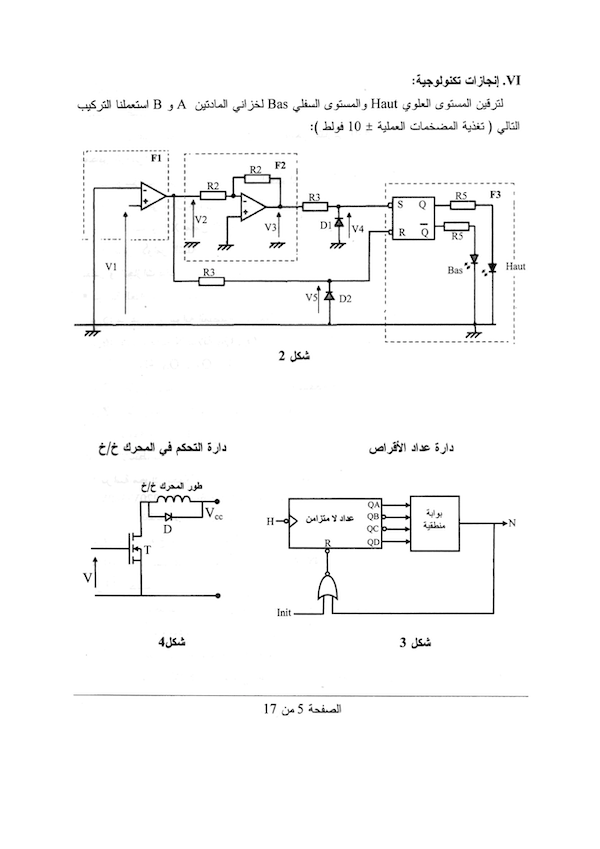 VI. إنجازات تكنولوجية:
لترقين المستوى العلوي Haut والمستوى السفلي Bas لخزاني المادتين A و B استعملنا التركيب
التالي ( تغذية المضخمات العملية ± 10 فولط ):
F1
F2
R2
R2
R3
S Q
R5
F3
V2
V3
D1
V4
R Q̅
R5
V1
Bas
Haut
R3
V5
D2
شكل 2
دارة عداد الأقراص
دارة التحكم في المحرك خ/خ
طور المحرك خ/خ
Vcc
D
T
V
شكل4
H
عداد لا متزامن
QA
QB
QC
QD
بوابة
منطقية
N
R
Init
شكل 3
الصفحة 5 من 17